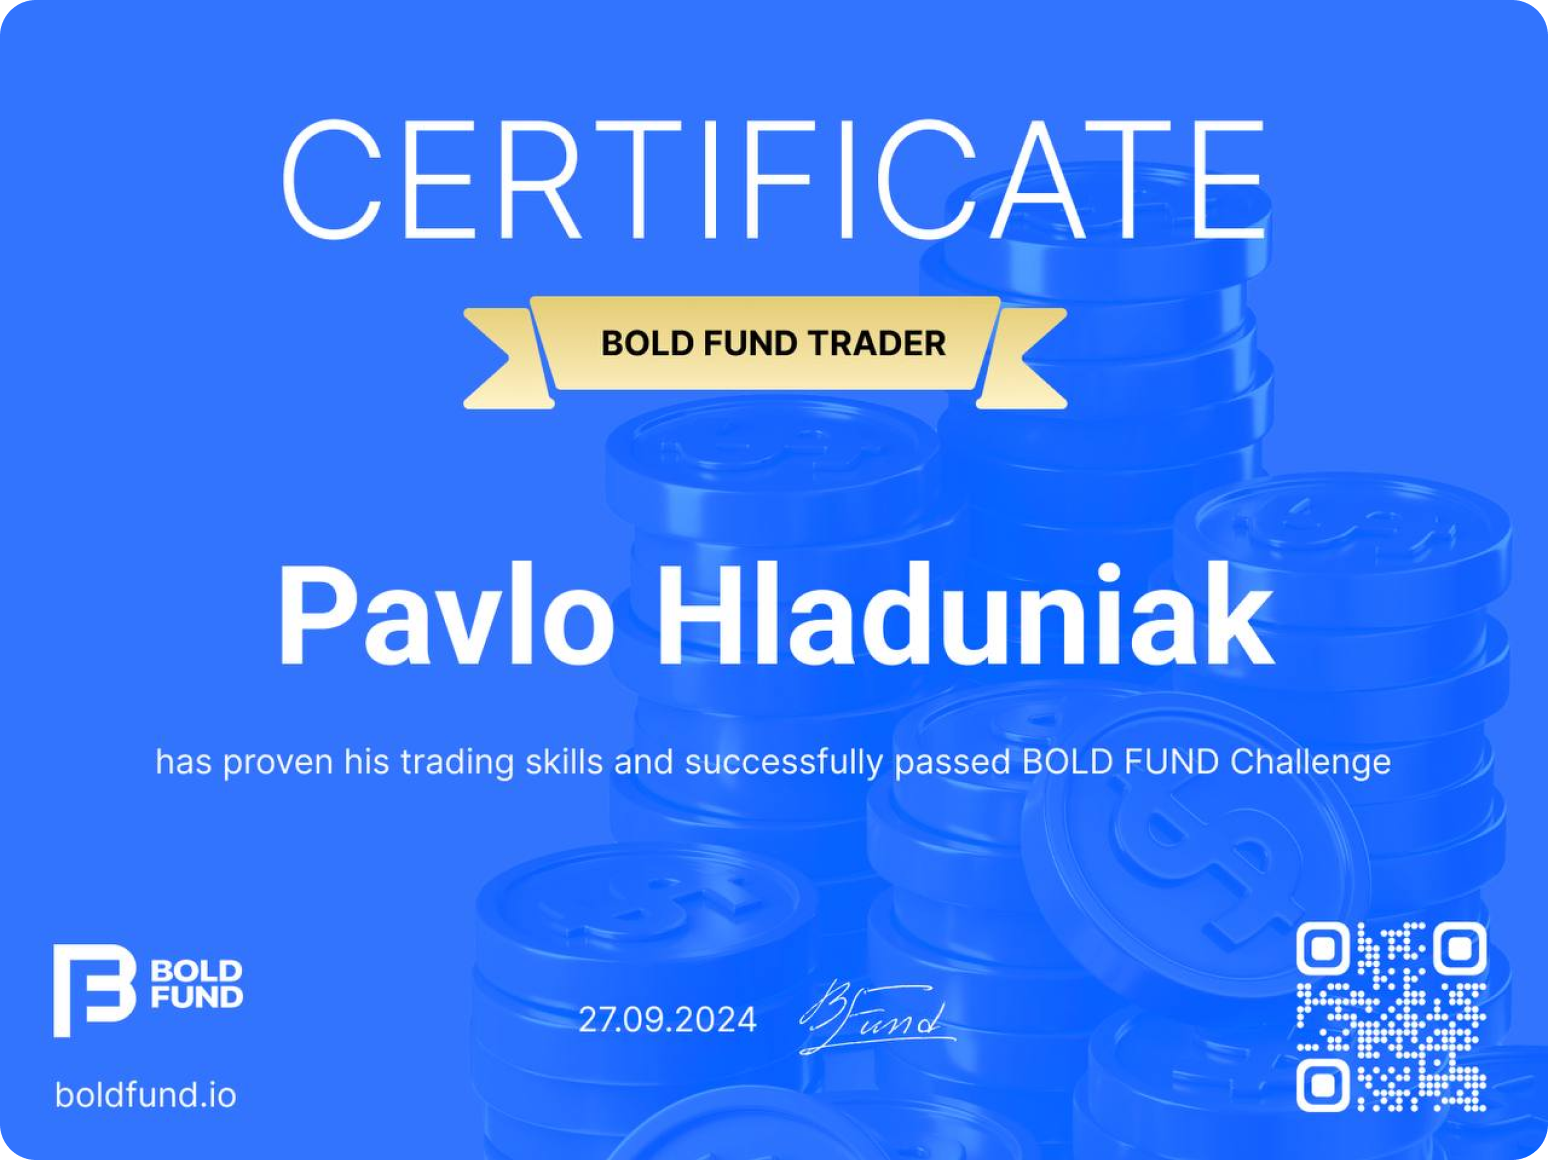 CERTIFICATE
BOLD FUND TRADER
Pavlo Hladuniak
has proven his trading skills and successfully passed BOLD FUND Challenge
BOLD
FUND
27.09.2024
BFund
boldfund.io